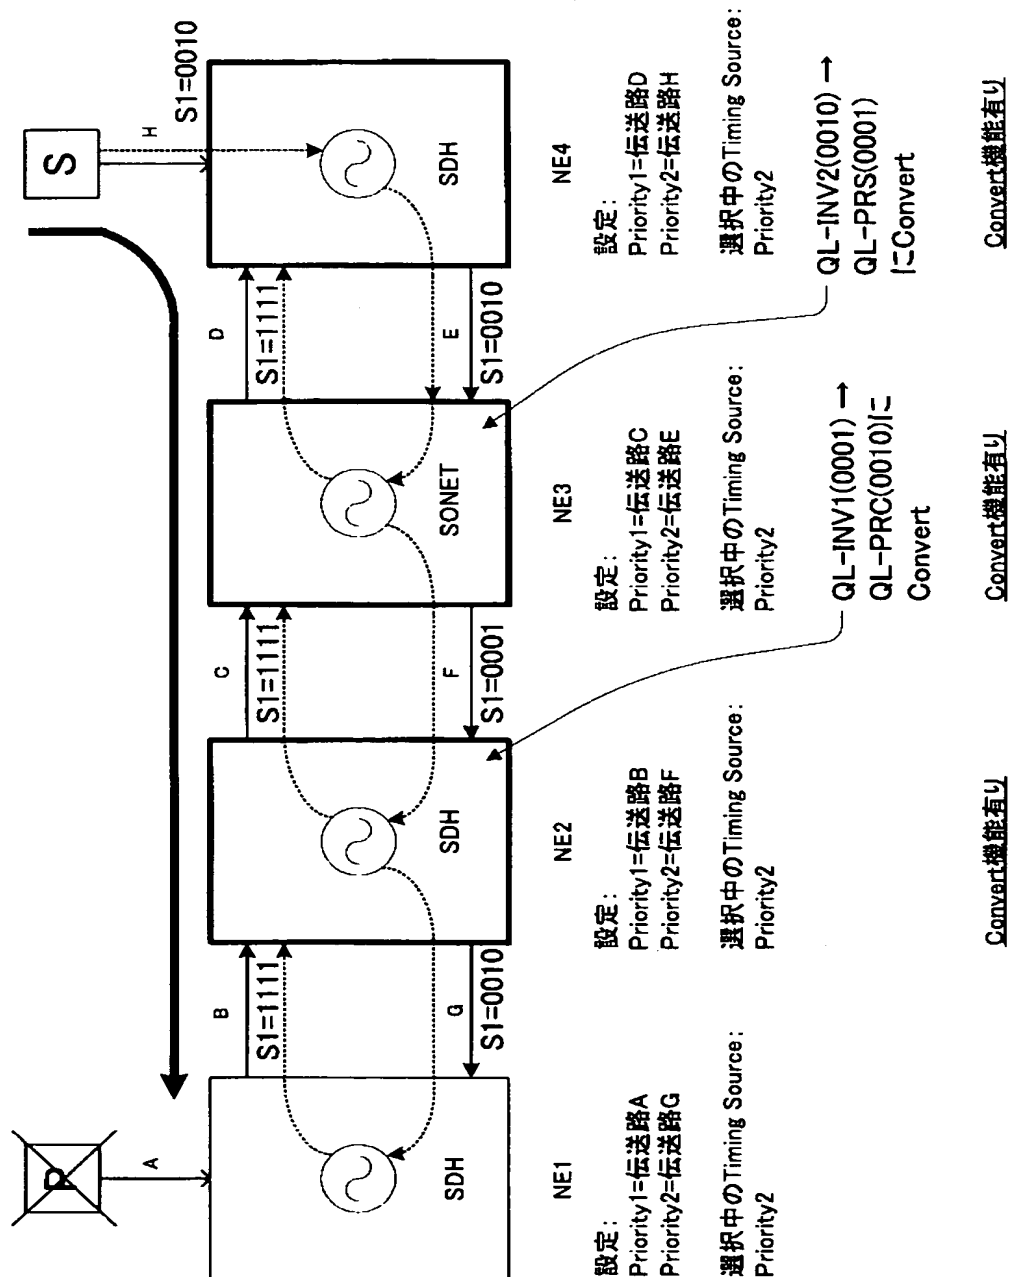 P
A
S
H
S1=0010
B
S1=1111
C
S1=1111
D
S1=1111
SDH
SDH
SONET
SDH
G
S1=0010
F
S1=0001
E
S1=0010
NE1
設定:
Priority1=伝送路A
Priority2=伝送路G
選択中のTiming Source:
Priority2
NE2
設定:
Priority1=伝送路B
Priority2=伝送路F
選択中のTiming Source:
Priority2
Convert機能有り
NE3
設定:
Priority1=伝送路C
Priority2=伝送路E
選択中のTiming Source:
Priority2
QL-INV1(0001) →
QL-PRC(0010)に
Convert
Convert機能有り
NE4
設定:
Priority1=伝送路D
Priority2=伝送路H
選択中のTiming Source:
Priority2
QL-INV2(0010) →
QL-PRS(0001)
にConvert
Convert機能有り